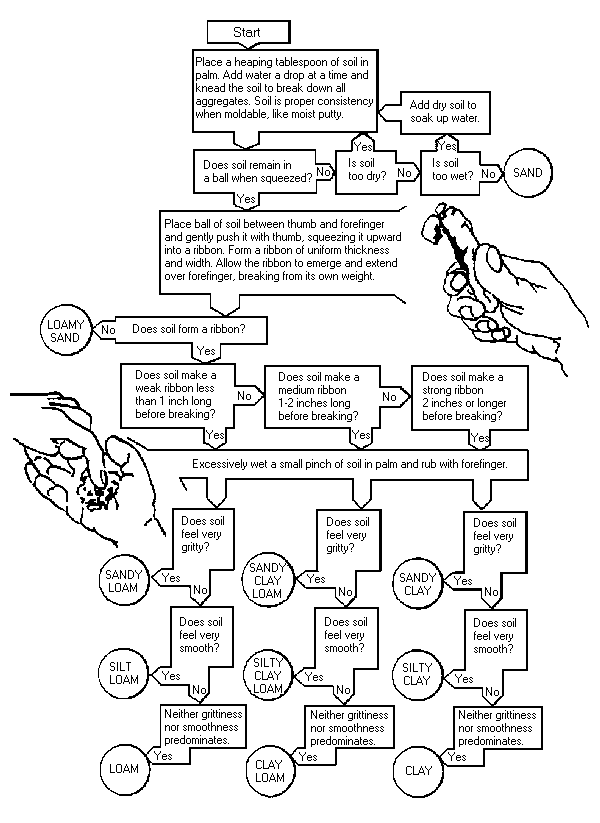 Start
Place a heaping tablespoon of soil in
palm. Add water a drop at a time and
knead the soil to break down all
aggregates. Soil is proper consistency
when moldable, like moist putty.
Add dry soil to
soak up water.
Yes
Yes
Does soil remain in
a ball when squeezed?
No
Is soil
too dry?
No
Is soil
too wet?
No
SAND
Yes
Place ball of soil between thumb and forefinger
and gently push it with thumb, squeezing it upward
into a ribbon. Form a ribbon of uniform thickness
and width. Allow the ribbon to emerge and extend
over forefinger, breaking from its own weight.
LOAMY
SAND
No
Does soil form a ribbon?
Yes
Does soil make a
weak ribbon less
than 1 inch long
before breaking?
No
Does soil make a
medium ribbon
1-2 inches long
before breaking?
No
Does soil make a
strong ribbon
2 inches or longer
before breaking?
Yes
Yes
Yes
Excessively wet a small pinch of soil in palm and rub with forefinger.
Does soil
feel very
gritty?
Does soil
feel very
gritty?
Does soil
feel very
gritty?
SANDY
LOAM
Yes
No
SANDY
CLAY
LOAM
Yes
No
SANDY
CLAY
Yes
No
Does soil
feel very
smooth?
Does soil
feel very
smooth?
Does soil
feel very
smooth?
SILT
LOAM
Yes
No
SILTY
CLAY
LOAM
Yes
No
SILTY
CLAY
Yes
No
Neither grittiness
nor smoothness
predominates.
Neither grittiness
nor smoothness
predominates.
Neither grittiness
nor smoothness
predominates.
LOAM
Yes
CLAY
LOAM
Yes
CLAY
Yes